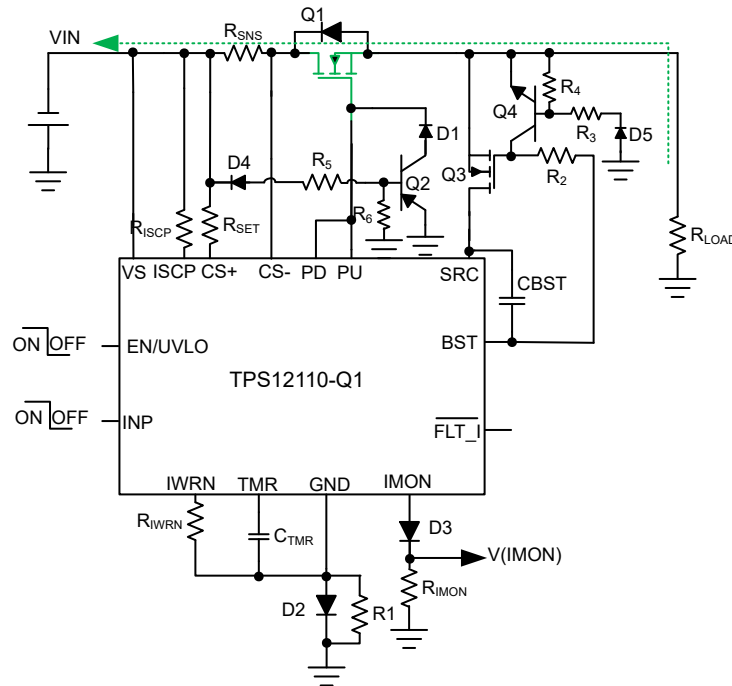 Q1
VIN
RSNS
R4
Q4
D1
R3
D5
D4
R5
Q3
R2
Q2
R6
RISCP
RSET
RLOAD
VS ISCP CS+ CS- PD PU SRC
CBST
ON OFF
EN/UVLO
BST
TPS12110-Q1
ON OFF
INP
FLT_I
IWRN TMR GND IMON
RIWRN
CTMR
D3
V(IMON)
D2
R1
RIMON